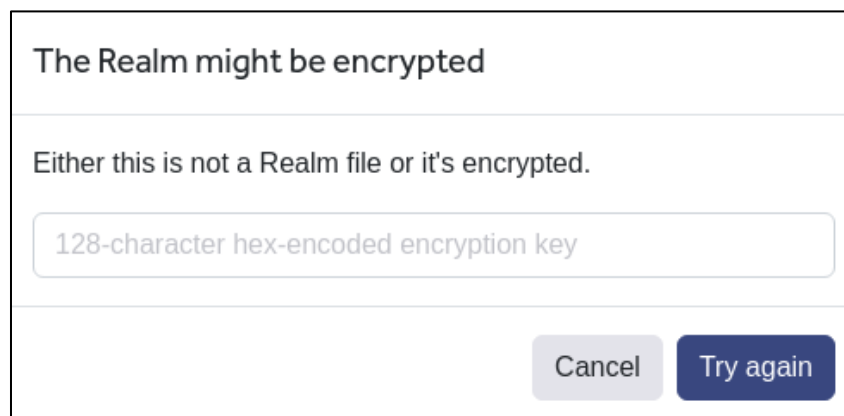 The Realm might be encrypted
Either this is not a Realm file or it's encrypted.
128-character hex-encoded encryption key
Cancel Try again